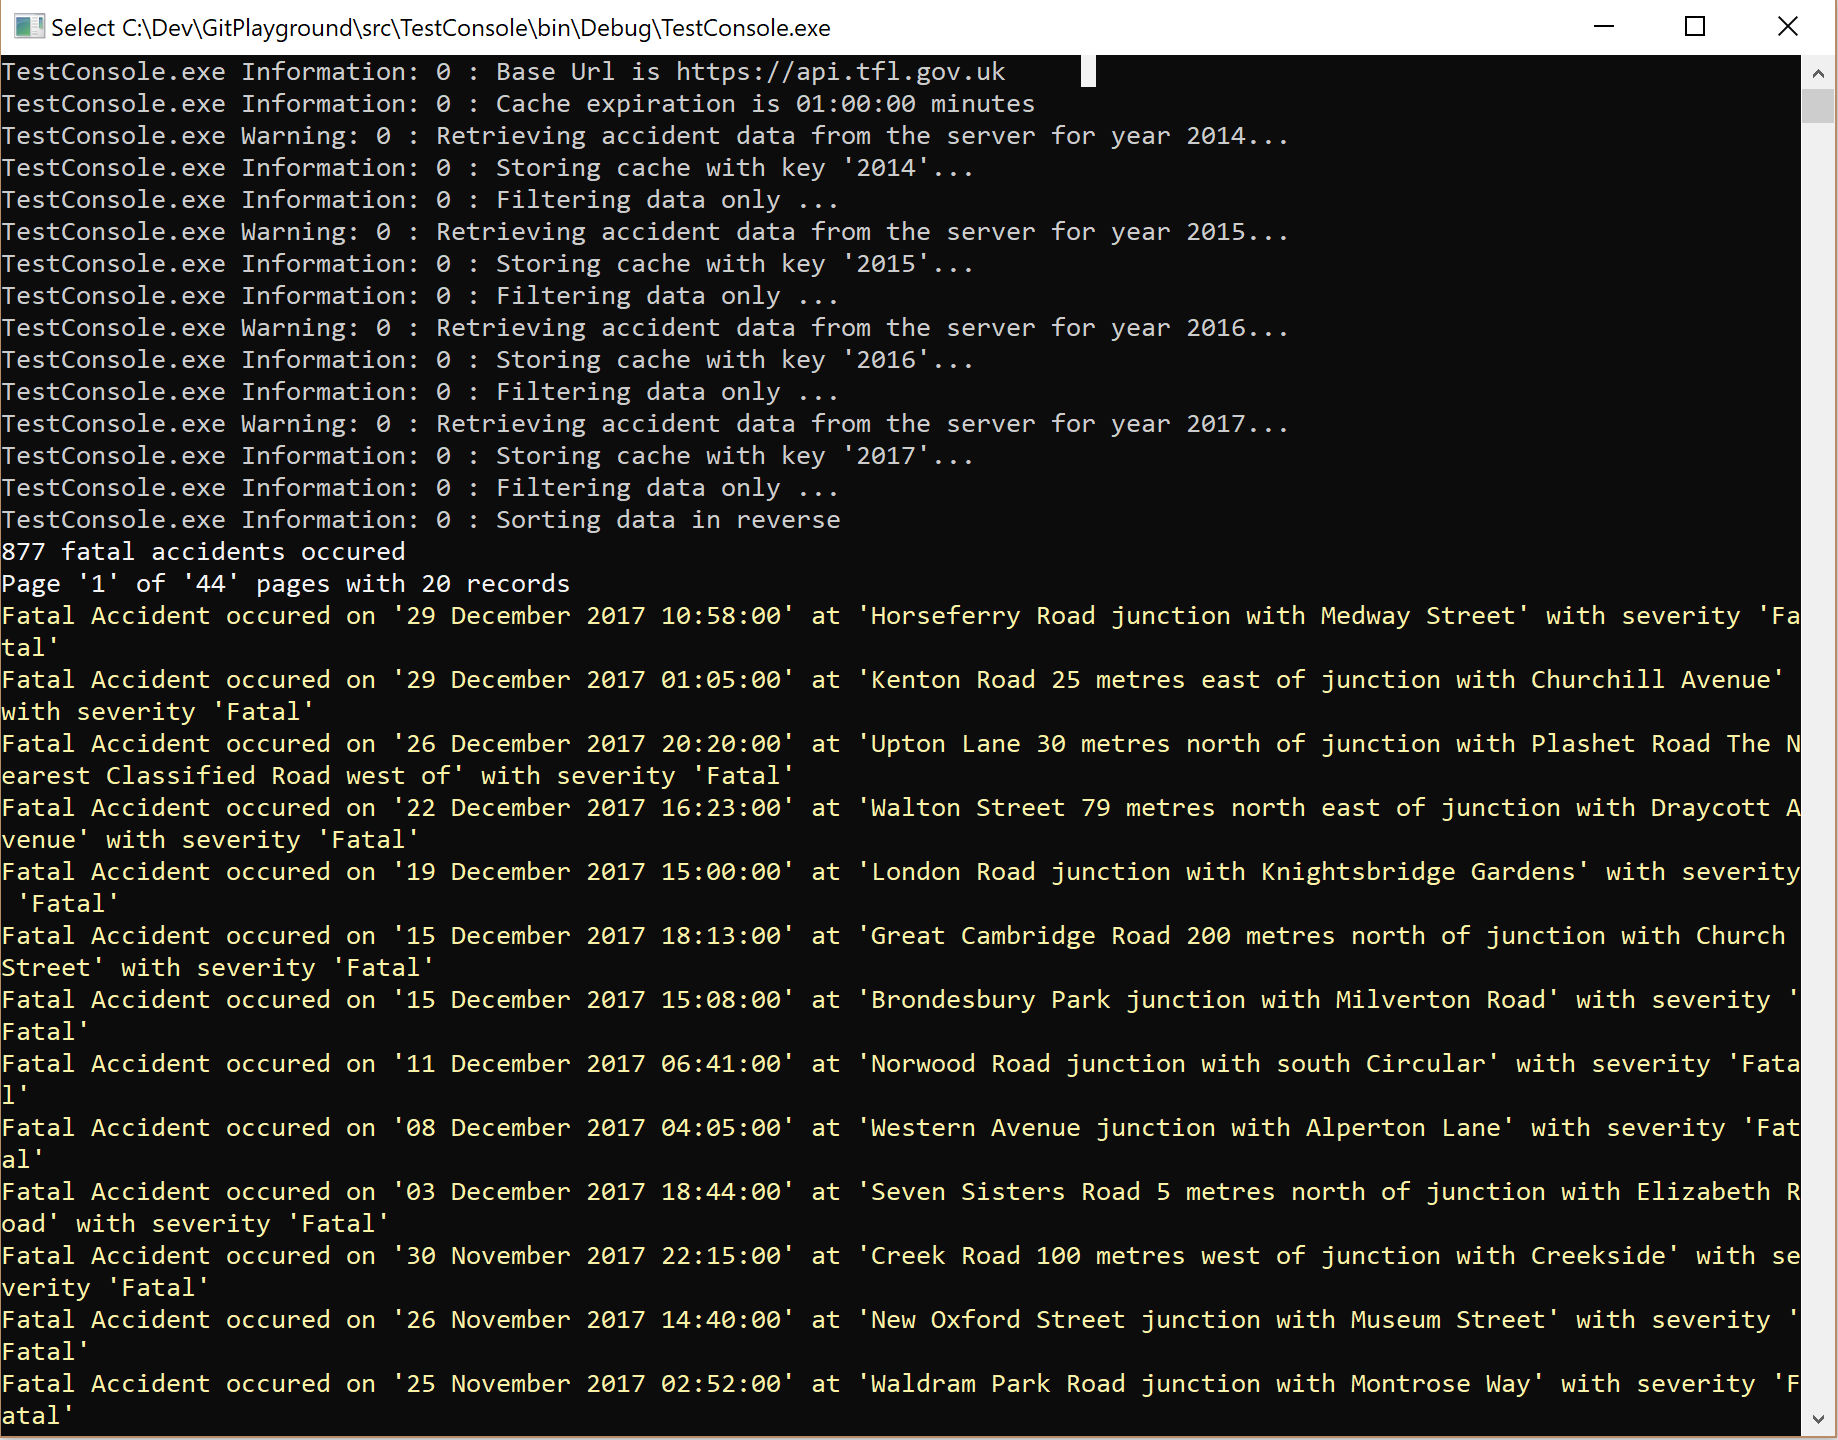 Select C:\Dev\GitPlayground\src\TestConsole\bin\Debug\TestConsole.exe
TestConsole.exe Information: 0 : Base Url is https://api.tfl.gov.uk
TestConsole.exe Information: 0 : Cache expiration is 01:00:00 minutes
TestConsole.exe Warning: 0 : Retrieving accident data from the server for year 2014...
TestConsole.exe Information: 0 : Storing cache with key '2014'...
TestConsole.exe Information: 0 : Filtering data only ...
TestConsole.exe Warning: 0 : Retrieving accident data from the server for year 2015...
TestConsole.exe Information: 0 : Storing cache with key '2015'...
TestConsole.exe Information: 0 : Filtering data only ...
TestConsole.exe Warning: 0 : Retrieving accident data from the server for year 2016...
TestConsole.exe Information: 0 : Storing cache with key '2016'...
TestConsole.exe Information: 0 : Filtering data only ...
TestConsole.exe Warning: 0 : Retrieving accident data from the server for year 2017...
TestConsole.exe Information: 0 : Storing cache with key '2017'...
TestConsole.exe Information: 0 : Filtering data only ...
TestConsole.exe Information: 0 : Sorting data in reverse
877 fatal accidents occured
Page '1' of '44' pages with 20 records
Fatal Accident occured on '29 December 2017 10:58:00' at 'Horseferry Road junction with Medway Street' with severity 'Fa
tal'
Fatal Accident occured on '29 December 2017 01:05:00' at 'Kenton Road 25 metres east of junction with Churchill Avenue'
with severity 'Fatal'
Fatal Accident occured on '26 December 2017 20:20:00' at 'Upton Lane 30 metres north of junction with Plashet Road The N
earest Classified Road west of' with severity 'Fatal'
Fatal Accident occured on '22 December 2017 16:23:00' at 'Walton Street 79 metres north east of junction with Draycott A
venue' with severity 'Fatal'
Fatal Accident occured on '19 December 2017 15:00:00' at 'London Road junction with Knightsbridge Gardens' with severity
 'Fatal'
Fatal Accident occured on '15 December 2017 18:13:00' at 'Great Cambridge Road 200 metres north of junction with Church
Street' with severity 'Fatal'
Fatal Accident occured on '15 December 2017 15:08:00' at 'Brondesbury Park junction with Milverton Road' with severity '
Fatal'
Fatal Accident occured on '11 December 2017 06:41:00' at 'Norwood Road junction with south Circular' with severity 'Fata
l'
Fatal Accident occured on '08 December 2017 04:05:00' at 'Western Avenue junction with Alperton Lane' with severity 'Fat
al'
Fatal Accident occured on '03 December 2017 18:44:00' at 'Seven Sisters Road 5 metres north of junction with Elizabeth R
oad' with severity 'Fatal'
Fatal Accident occured on '30 November 2017 22:15:00' at 'Creek Road 100 metres west of junction with Creekside' with se
verity 'Fatal'
Fatal Accident occured on '26 November 2017 14:40:00' at 'New Oxford Street junction with Museum Street' with severity '
Fatal'
Fatal Accident occured on '25 November 2017 02:52:00' at 'Waldram Park Road junction with Montrose Way' with severity 'F
atal'